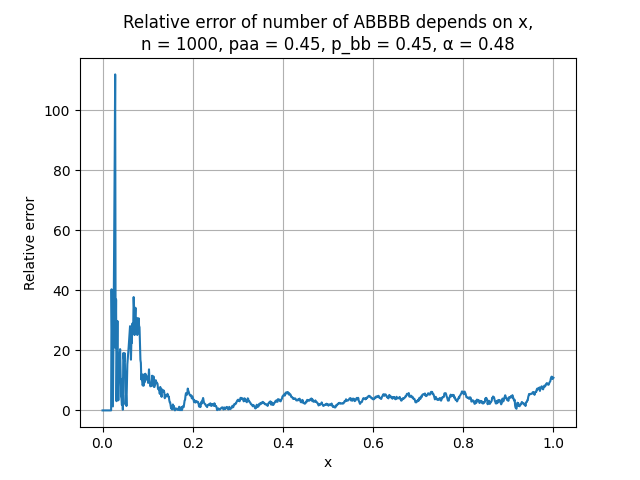 Relative error of number of ABBBB depends on x,
n = 1000, paa = 0.45, p_bb = 0.45, α = 0.48
Relative error
100
80
60
40
20
0
0.0 0.2 0.4 0.6 0.8 1.0
x